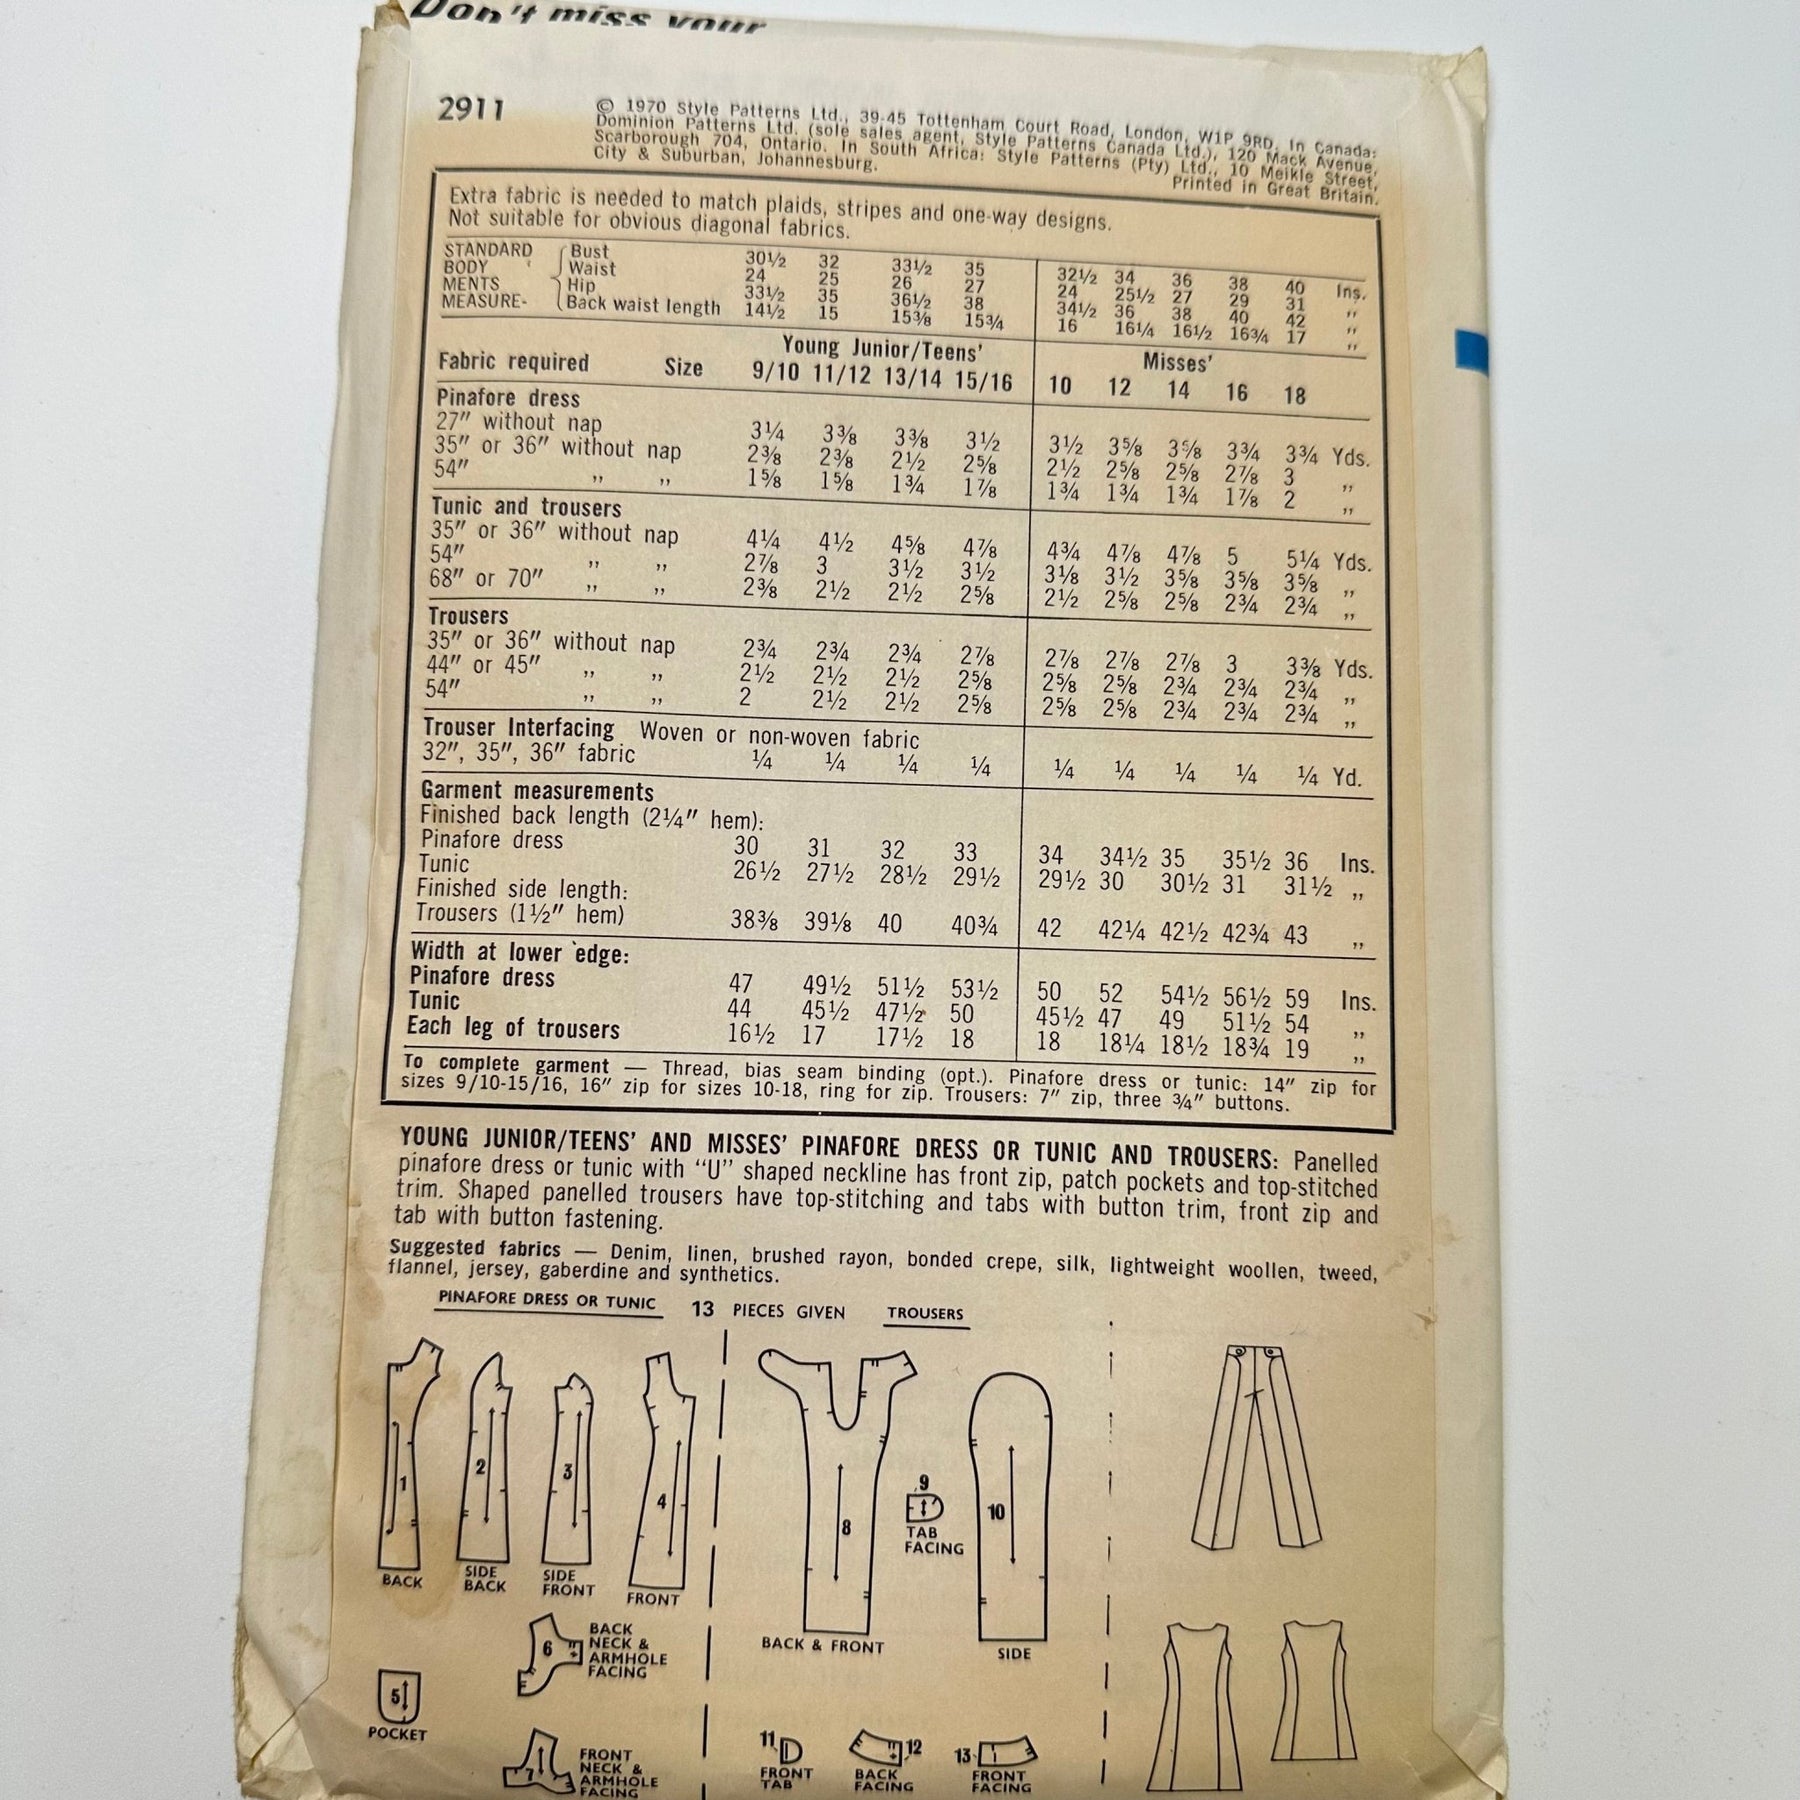 Don't miss your
2911
© 1970 Style Patterns Ltd., 39-45 Tottenham Court Road, London, W1P 9RD. In Canada:
Dominion Patterns Ltd. (sole sales agent, Style Patterns Canada Ltd.), 120 Mack Avenue,
Scarborough 704, Ontario. In South Africa: Style Patterns (Pty) Ltd., 10 Meikle Street,
City & Suburban, Johannesburg.
Printed in Great Britain.
Extra fabric is needed to match plaids, stripes and one-way designs.
Not suitable for obvious diagonal fabrics.
STANDARD Bust 30½ 32 33½ 35 32½ 34 36 38 40 Ins.
BODY Waist 24 25 26 27 24 25½ 27 29 31 ,,
MENTS Hip 33½ 35 36½ 38 34½ 36 38 40 42 ,,
MEASURE- Back waist length 14½ 15 15⅜ 15¾ 16 16¼ 16½ 16¾ 17 ,,
Young Junior/Teens' Misses'
Fabric required Size 9/10 11/12 13/14 15/16 10 12 14 16 18
Pinafore dress
27" without nap 3¼ 3⅜ 3⅜ 3½ 3½ 3⅝ 3⅝ 3¾ 3¾ Yds.
35" or 36" without nap 2⅜ 2⅜ 2½ 2⅝ 2½ 2⅝ 2⅝ 2⅞ 3 ,,
54" ,, ,, 1⅝ 1⅝ 1¾ 1⅞ 1¾ 1¾ 1¾ 1⅞ 2 ,,
Tunic and trousers
35" or 36" without nap 4¼ 4½ 4⅝ 4⅞ 4¾ 4⅞ 4⅞ 5 5¼ Yds.
54" ,, ,, 2⅞ 3 3½ 3½ 3⅛ 3½ 3⅝ 3⅝ 3⅝ ,,
68" or 70" ,, ,, 2⅜ 2½ 2½ 2⅝ 2½ 2⅝ 2⅝ 2¾ 2¾ ,,
Trousers
35" or 36" without nap 2¾ 2¾ 2¾ 2⅞ 2⅞ 2⅞ 2⅞ 3 3⅜ Yds.
44" or 45" ,, ,, 2½ 2½ 2½ 2⅝ 2⅝ 2⅝ 2¾ 2¾ 2¾ ,,
54" ,, ,, 2 2½ 2½ 2⅝ 2⅝ 2⅝ 2¾ 2¾ 2¾ ,,
Trouser Interfacing Woven or non-woven fabric
32", 35", 36" fabric ¼ ¼ ¼ ¼ ¼ ¼ ¼ ¼ ¼ Yd.
Garment measurements
Finished back length (2¼" hem):
Pinafore dress 30 31 32 33 34 34½ 35 35½ 36 Ins.
Tunic 26½ 27½ 28½ 29½ 29½ 30 30½ 31 31½ ,,
Finished side length:
Trousers (1½" hem) 38⅜ 39⅛ 40 40¾ 42 42¼ 42½ 42¾ 43 ,,
Width at lower edge:
Pinafore dress 47 49½ 51½ 53½ 50 52 54½ 56½ 59 Ins.
Tunic 44 45½ 47½ 50 45½ 47 49 51½ 54 ,,
Each leg of trousers 16½ 17 17½ 18 18 18¼ 18½ 18¾ 19 ,,
To complete garment — Thread, bias seam binding (opt.). Pinafore dress or tunic: 14" zip for
sizes 9/10-15/16, 16" zip for sizes 10-18, ring for zip. Trousers: 7" zip, three ¾" buttons.
YOUNG JUNIOR/TEENS' AND MISSES' PINAFORE DRESS OR TUNIC AND TROUSERS: Panelled
pinafore dress or tunic with "U" shaped neckline has front zip, patch pockets and top-stitched
trim. Shaped panelled trousers have top-stitching and tabs with button trim, front zip and
tab with button fastening.
Suggested fabrics — Denim, linen, brushed rayon, bonded crepe, silk, lightweight woollen, tweed,
flannel, jersey, gaberdine and synthetics.
PINAFORE DRESS OR TUNIC 13 PIECES GIVEN TROUSERS
1
BACK
2
SIDE
BACK
3
SIDE
FRONT
4
FRONT
5
POCKET
6
BACK
NECK &
ARMHOLE
FACING
7
FRONT
NECK &
ARMHOLE
FACING
8
BACK & FRONT
9
TAB
FACING
10
SIDE
11
FRONT
TAB
12
BACK
FACING
13
FRONT
FACING